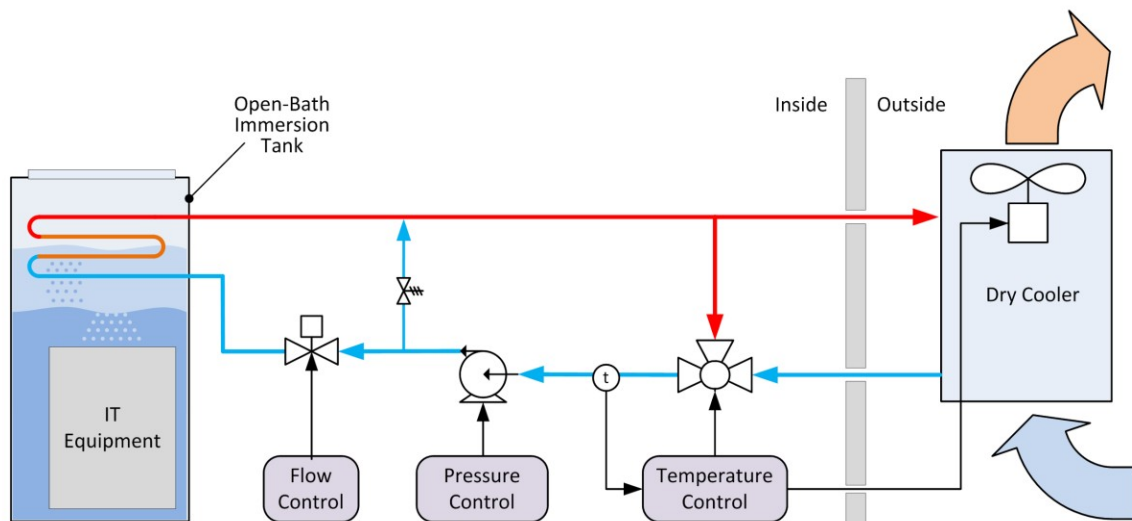 Open-Bath
Immersion
Tank
Inside
Outside
Dry Cooler
t
IT
Equipment
Flow
Control
Pressure
Control
Temperature
Control